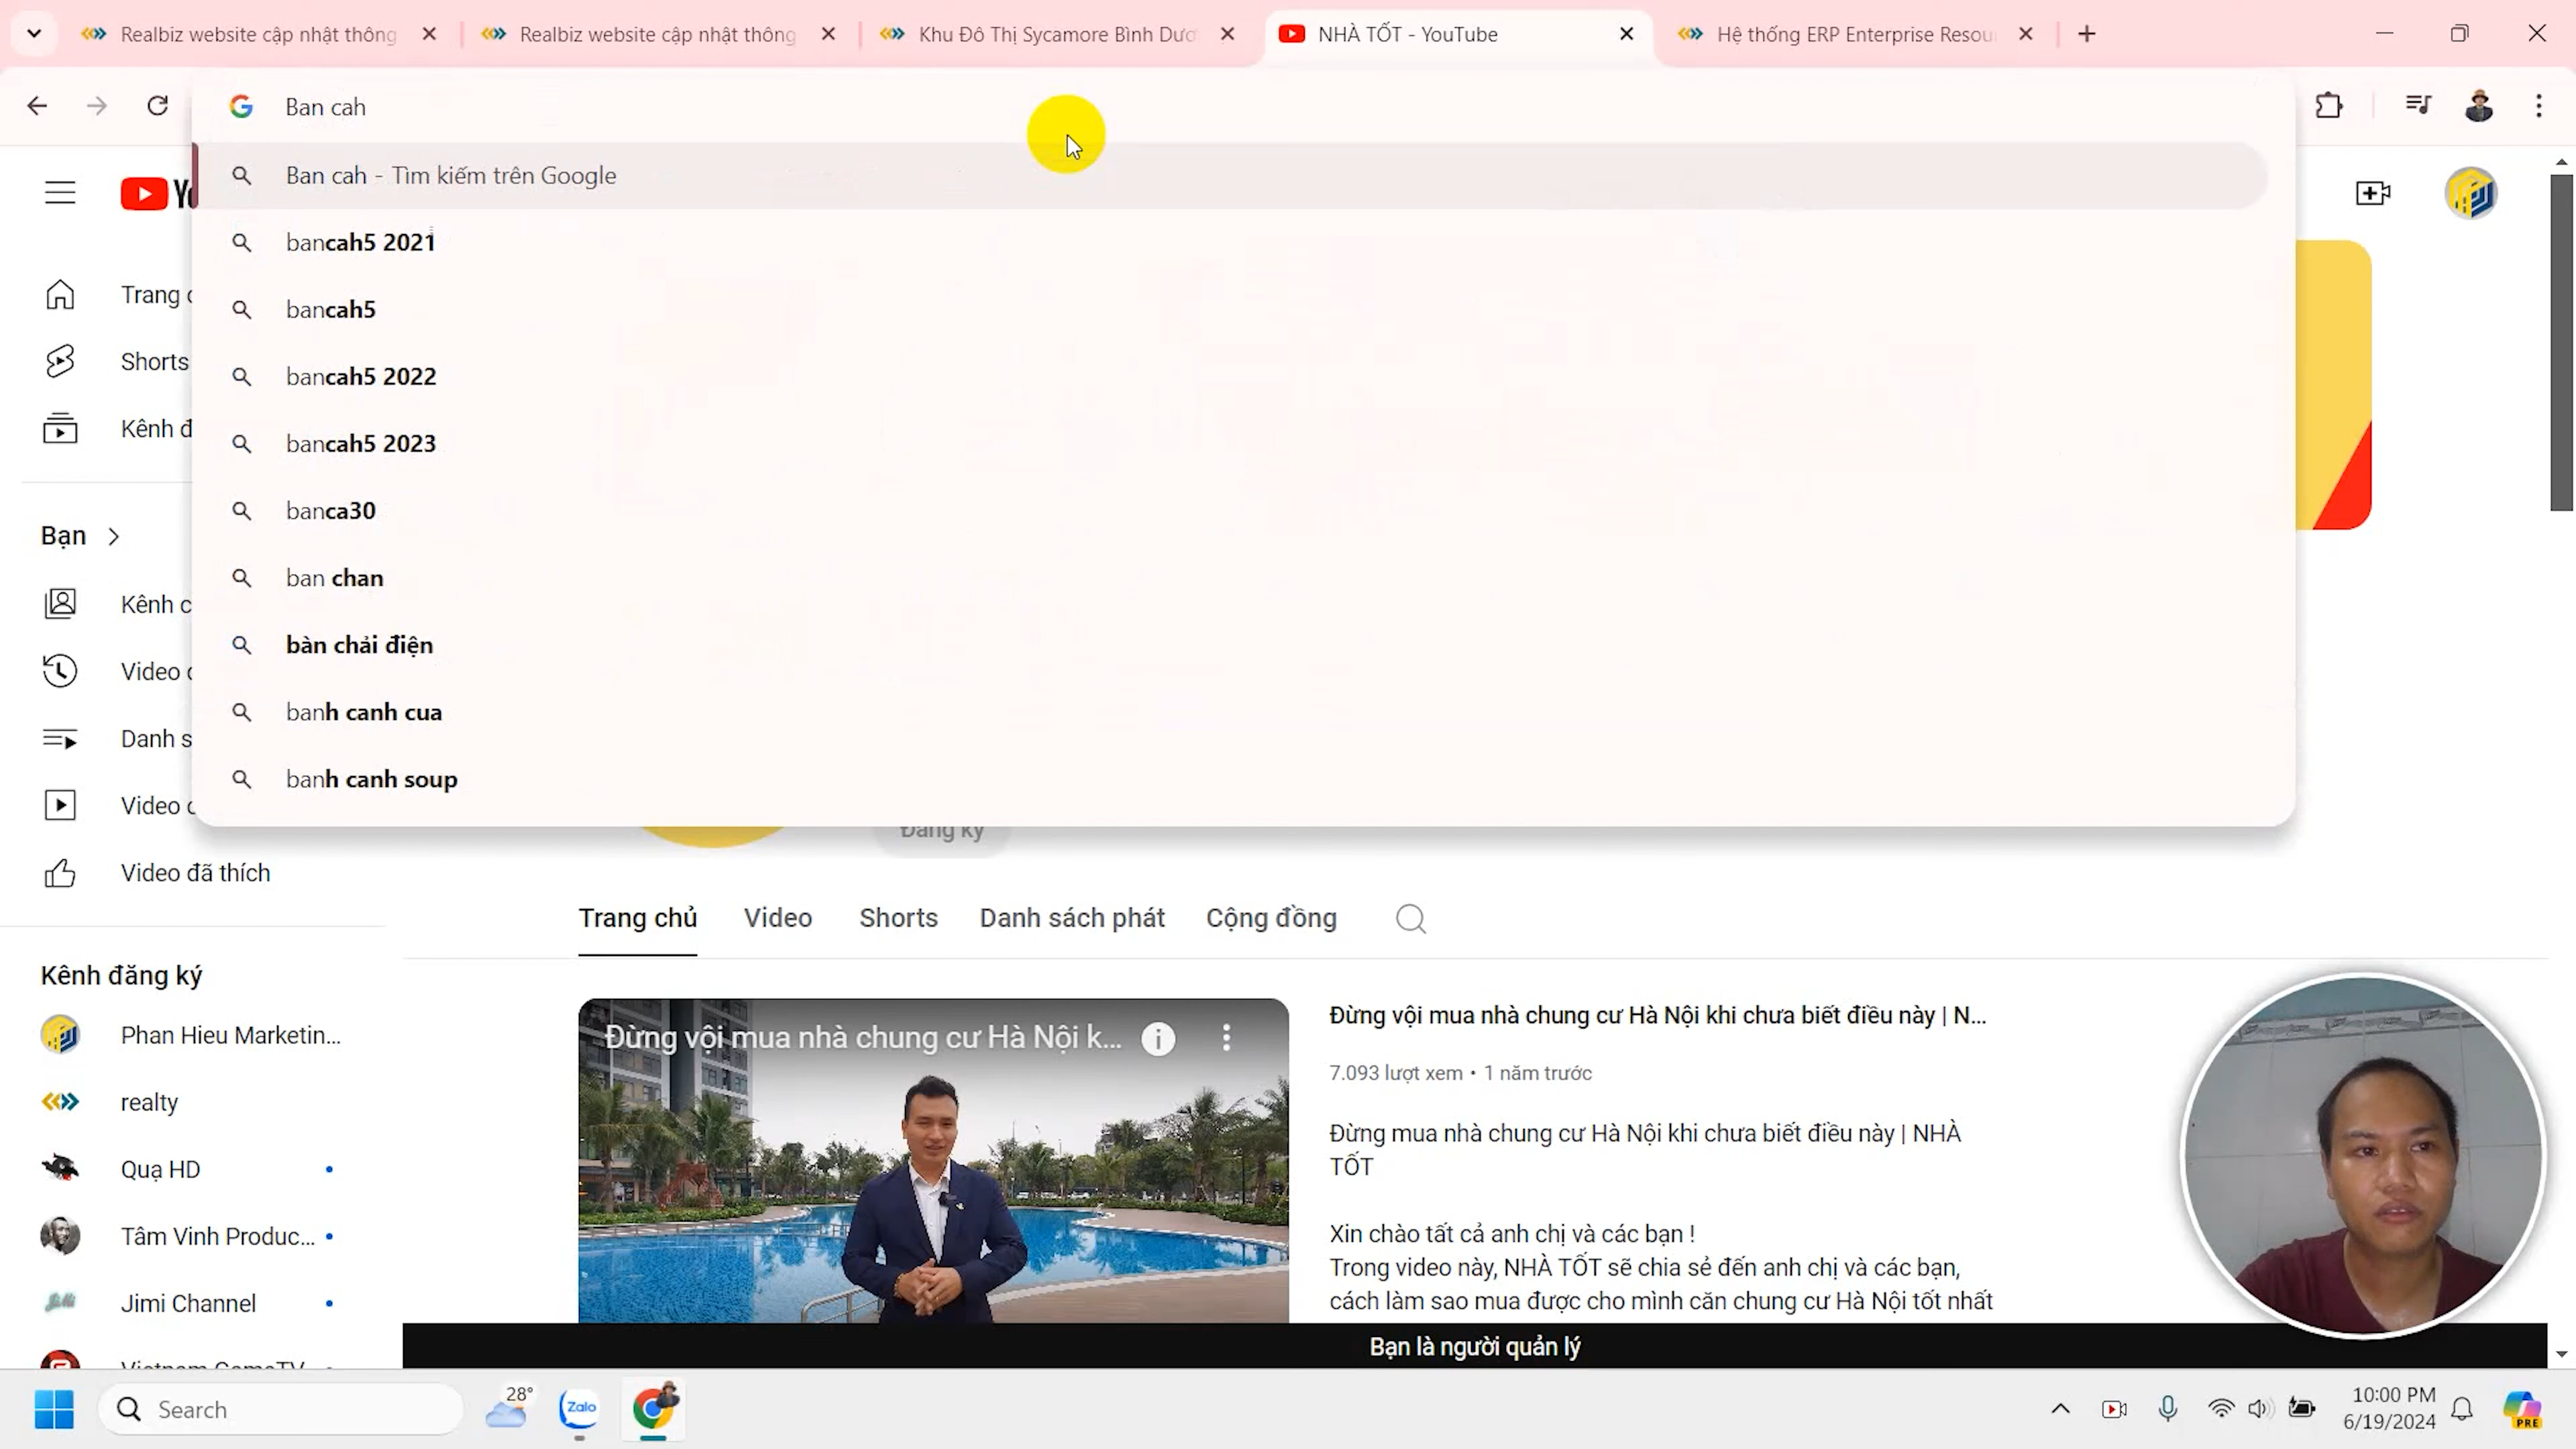 Realbiz website cập nhật thông
Realbiz website cập nhật thông
Khu Đô Thị Sycamore Bình Dươ
NHÀ TỐT - YouTube
Hệ thống ERP Enterprise Resou
Ban cah
Ban cah - Tìm kiếm trên Google
bancah5 2021
bancah5
bancah5 2022
bancah5 2023
banca30
ban chan
bàn chải điện
banh canh cua
banh canh soup
Trang
Shorts
Kênh đ
Bạn
Kênh c
Video
Danh s
Video
Video đã thích
Kênh đăng ký
Phan Hieu Marketin...
realty
Quạ HD
Tâm Vinh Produc...
Jimi Channel
Vietnam GameTV
Đăng ký
Trang chủ
Video
Shorts
Danh sách phát
Cộng đồng
Đừng vội mua nhà chung cư Hà Nội k...
Đừng vội mua nhà chung cư Hà Nội khi chưa biết điều này | N...
7.093 lượt xem • 1 năm trước
Đừng mua nhà chung cư Hà Nội khi chưa biết điều này | NHÀ
TỐT
Xin chào tất cả anh chị và các bạn !
Trong video này, NHÀ TỐT sẽ chia sẻ đến anh chị và các bạn,
cách làm sao mua được cho mình căn chung cư Hà Nội tốt nhất
Bạn là người quản lý
Search
28°
Zalo
10:00 PM
6/19/2024
PRE